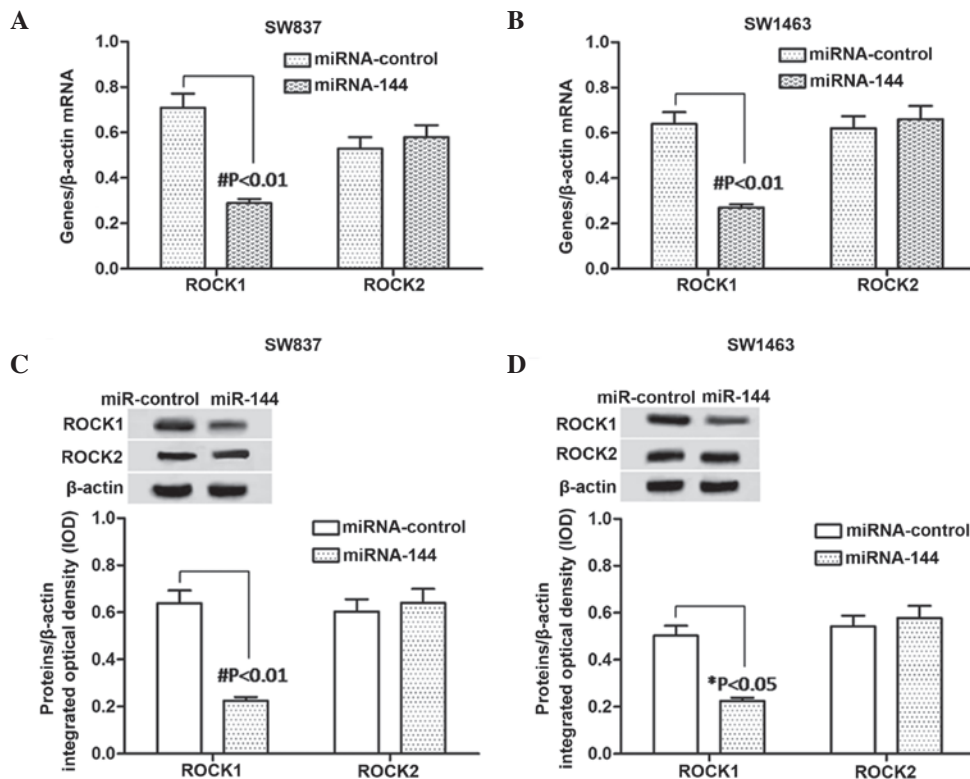 A
SW837
miRNA-control
miRNA-144
Genes/β-actin mRNA
1.0
0.8
0.6
0.4
0.2
0.0
#P<0.01
ROCK1
ROCK2
B
SW1463
miRNA-control
miRNA-144
Genes/β-actin mRNA
1.0
0.8
0.6
0.4
0.2
0.0
#P<0.01
ROCK1
ROCK2
C
SW837
miR-control miR-144
ROCK1
ROCK2
β-actin
miRNA-control
miRNA-144
Proteins/β-actin
integrated optical density (IOD)
1.0
0.8
0.6
0.4
0.2
0.0
#P<0.01
ROCK1
ROCK2
D
SW1463
miR-control miR-144
ROCK1
ROCK2
β-actin
miRNA-control
miRNA-144
Proteins/β-actin
integrated optical density (IOD)
1.0
0.8
0.6
0.4
0.2
0.0
*P<0.05
ROCK1
ROCK2